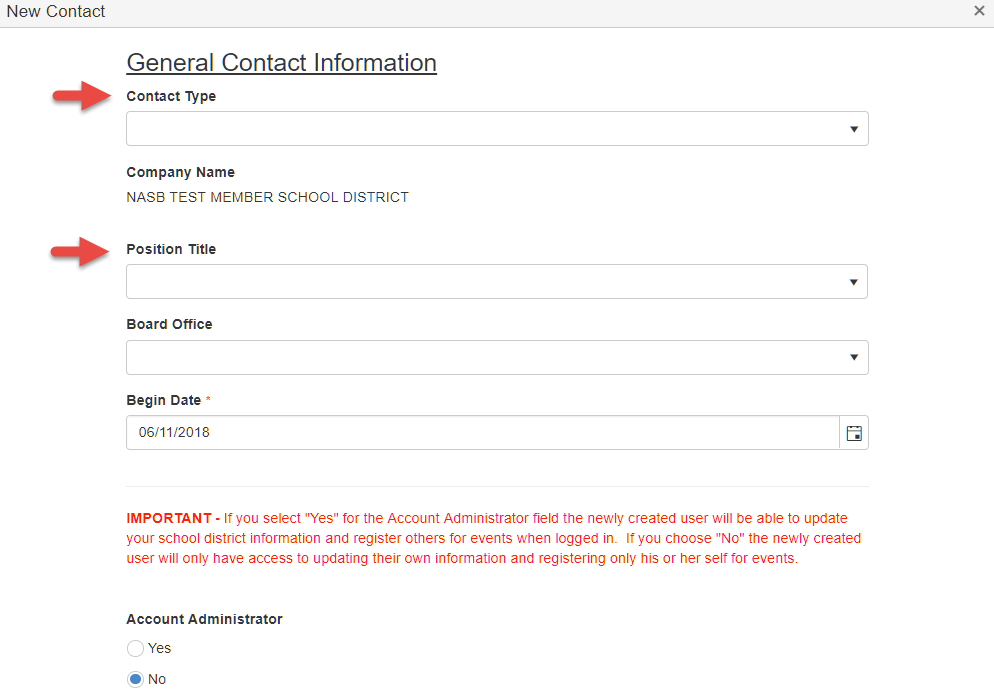 New Contact
General Contact Information
Contact Type
Company Name
NASB TEST MEMBER SCHOOL DISTRICT
Position Title
Board Office
Begin Date *
06/11/2018
IMPORTANT - If you select "Yes" for the Account Administrator field the newly created user will be able to update
your school district information and register others for events when logged in.  If you choose "No" the newly created
user will only have access to updating their own information and registering only his or her self for events.
Account Administrator
Yes
No